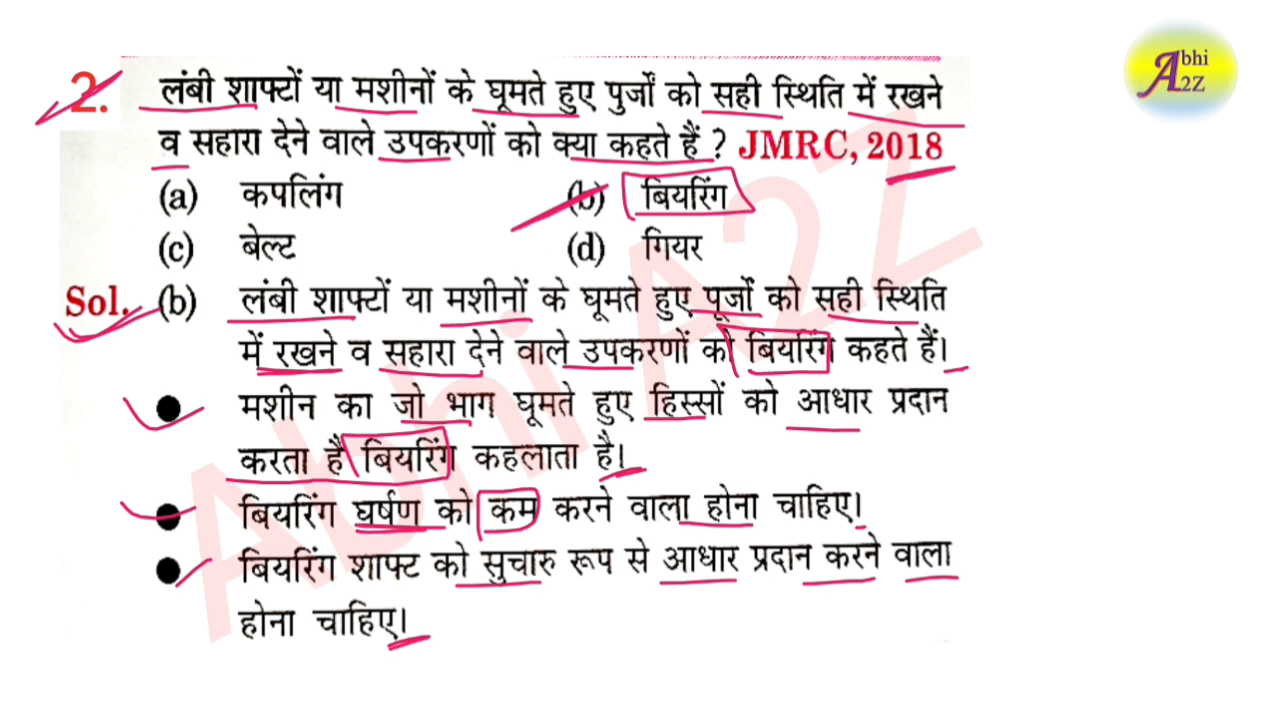 Abhi
A2Z
2. लंबी शाफ्टों या मशीनों के घूमते हुए पुर्जों को सही स्थिति में रखने
व सहारा देने वाले उपकरणों को क्या कहते हैं ? JMRC, 2018
(a) कपलिंग (b) बियरिंग
(c) बेल्ट (d) गियर
Sol. (b) लंबी शाफ्टों या मशीनों के घूमते हुए पूर्जों को सही स्थिति
में रखने व सहारा देने वाले उपकरणों को बियरिंग कहते हैं।
● मशीन का जो भाग घूमते हुए हिस्सों को आधार प्रदान
करता है बियरिंग कहलाता है।
● बियरिंग घर्षण को कम करने वाला होना चाहिए।
● बियरिंग शाफ्ट को सुचारु रूप से आधार प्रदान करने वाला
होना चाहिए।
Abhi A2Z